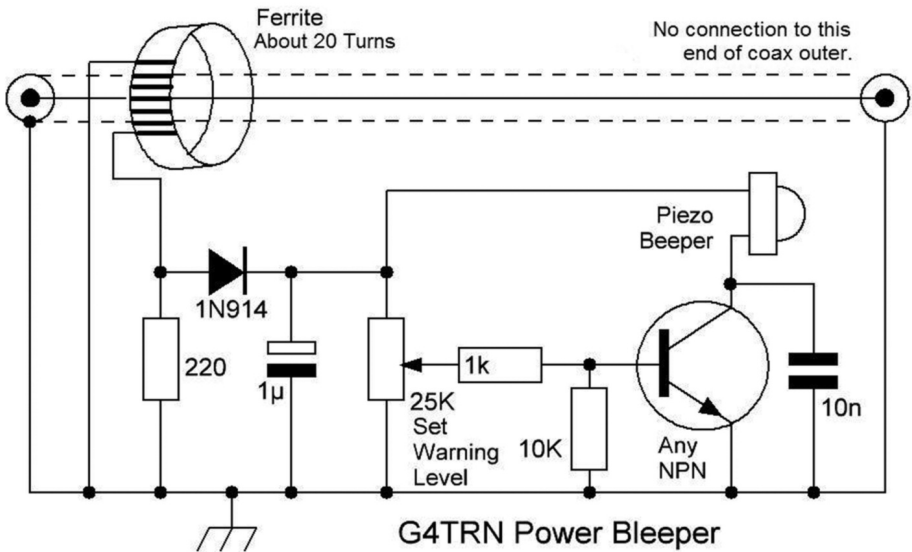 Ferrite
About 20 Turns
No connection to this
end of coax outer.
Piezo
Beeper
1N914
220
1µ
25K
Set
Warning
Level
1k
10K
Any
NPN
10n
G4TRN Power Bleeper